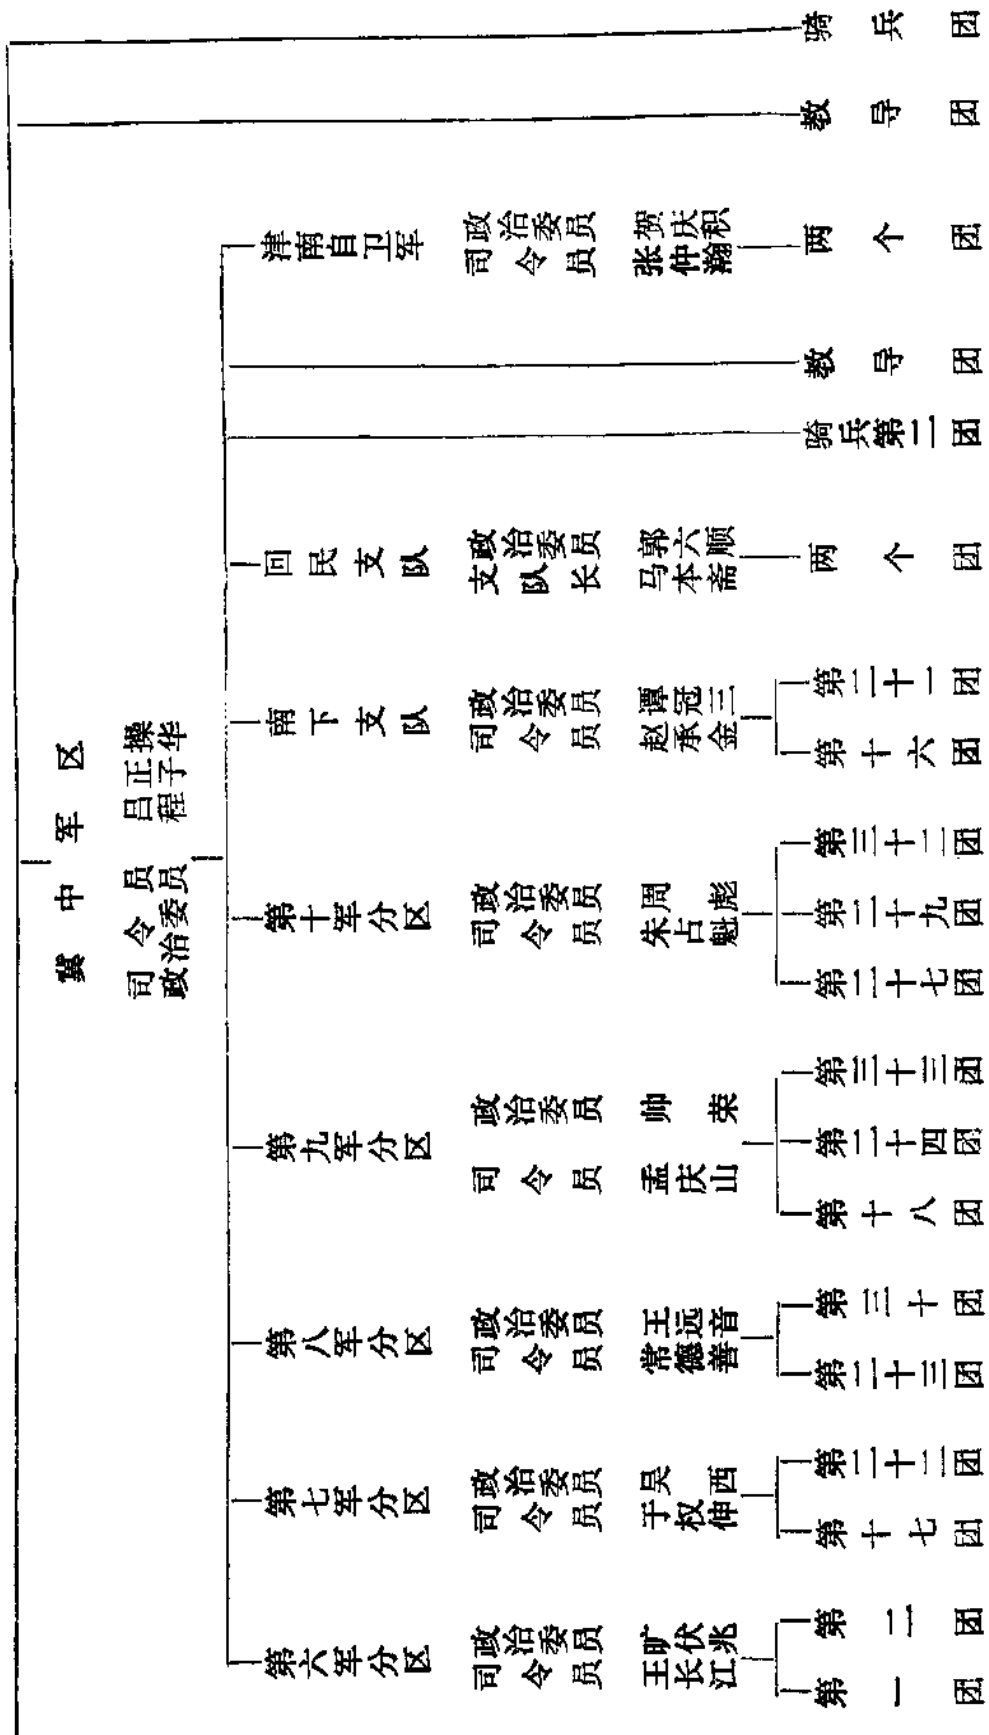 冀中军区
司令员 吕正操
政治委员 程子华
第六军分区
司令员 王长江
政治委员 旷伏兆
第一团
第二团
第七军分区
司令员 于权伸
政治委员 吴西
第十七团
第二十二团
第八军分区
司令员 常德善
政治委员 王远音
第二十三团
第三十团
第九军分区
司令员 孟庆山
政治委员 帅荣
第十八团
第二十四团
第三十三团
第十军分区
司令员 朱占魁
政治委员 周彪
第二十七团
第二十九团
第三十二团
南下支队
司令员 赵承金
政治委员 谭冠三
第十六团
第二十一团
回民支队
支队长 马本斋
政治委员 郭六顺
两个团
骑兵第二团
教导团
津南自卫军
司令员 张仲瀚
政治委员 贺庆积
两个团
教导团
骑兵团